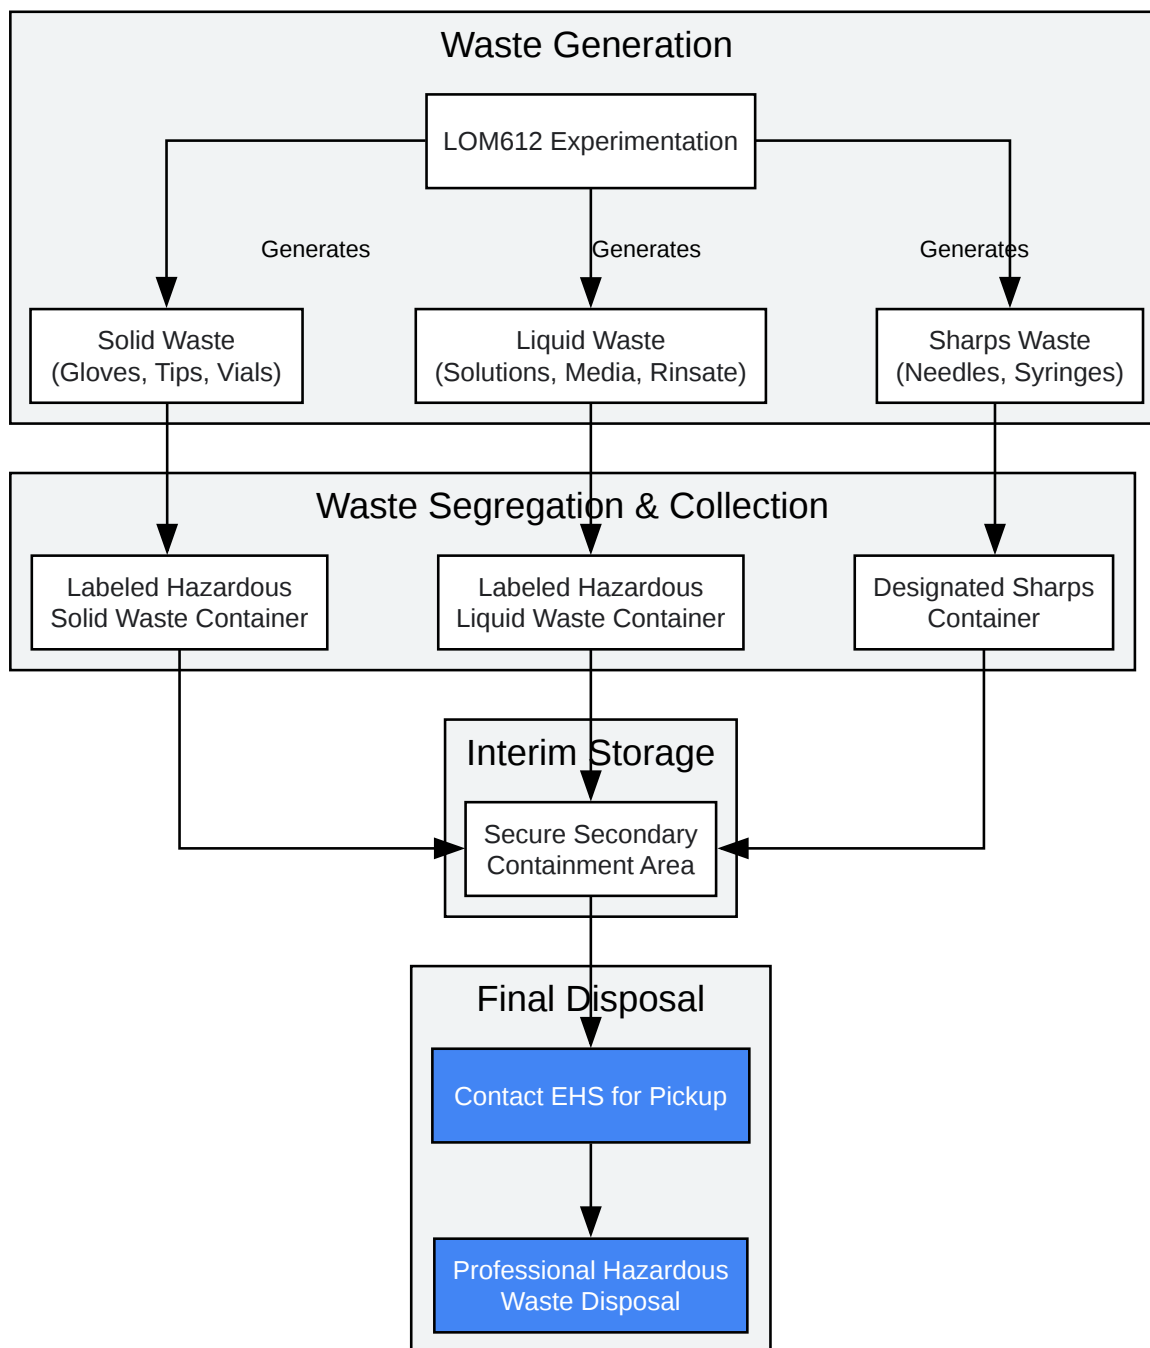 Waste Generation
LOM612 Experimentation
Generates
Generates
Generates
Solid Waste
(Gloves, Tips, Vials)
Liquid Waste
(Solutions, Media, Rinsate)
Sharps Waste
(Needles, Syringes)
Waste Segregation & Collection
Labeled Hazardous
Solid Waste Container
Labeled Hazardous
Liquid Waste Container
Designated Sharps
Container
Interim Storage
Secure Secondary
Containment Area
Final Disposal
Contact EHS for Pickup
Professional Hazardous
Waste Disposal